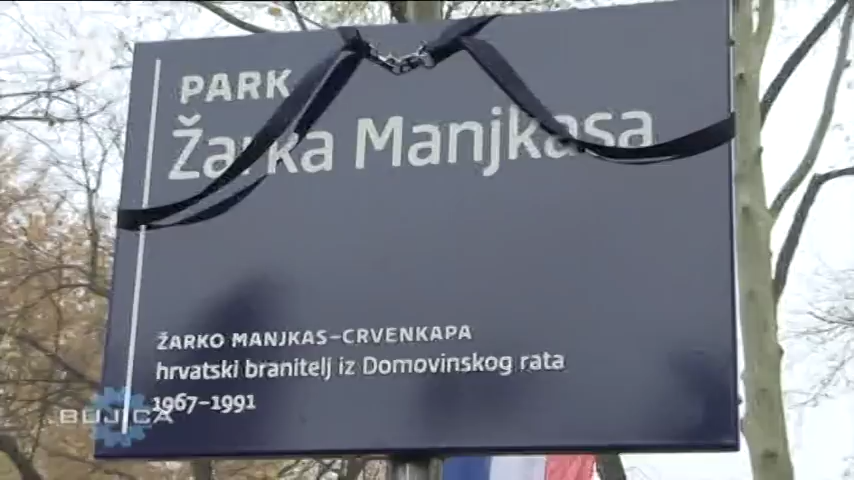 PARK
Žarka Manjkasa
ŽARKO MANJKAS-CRVENKAPA
hrvatski branitelj iz Domovinskog rata
1967-1991
BUJICA